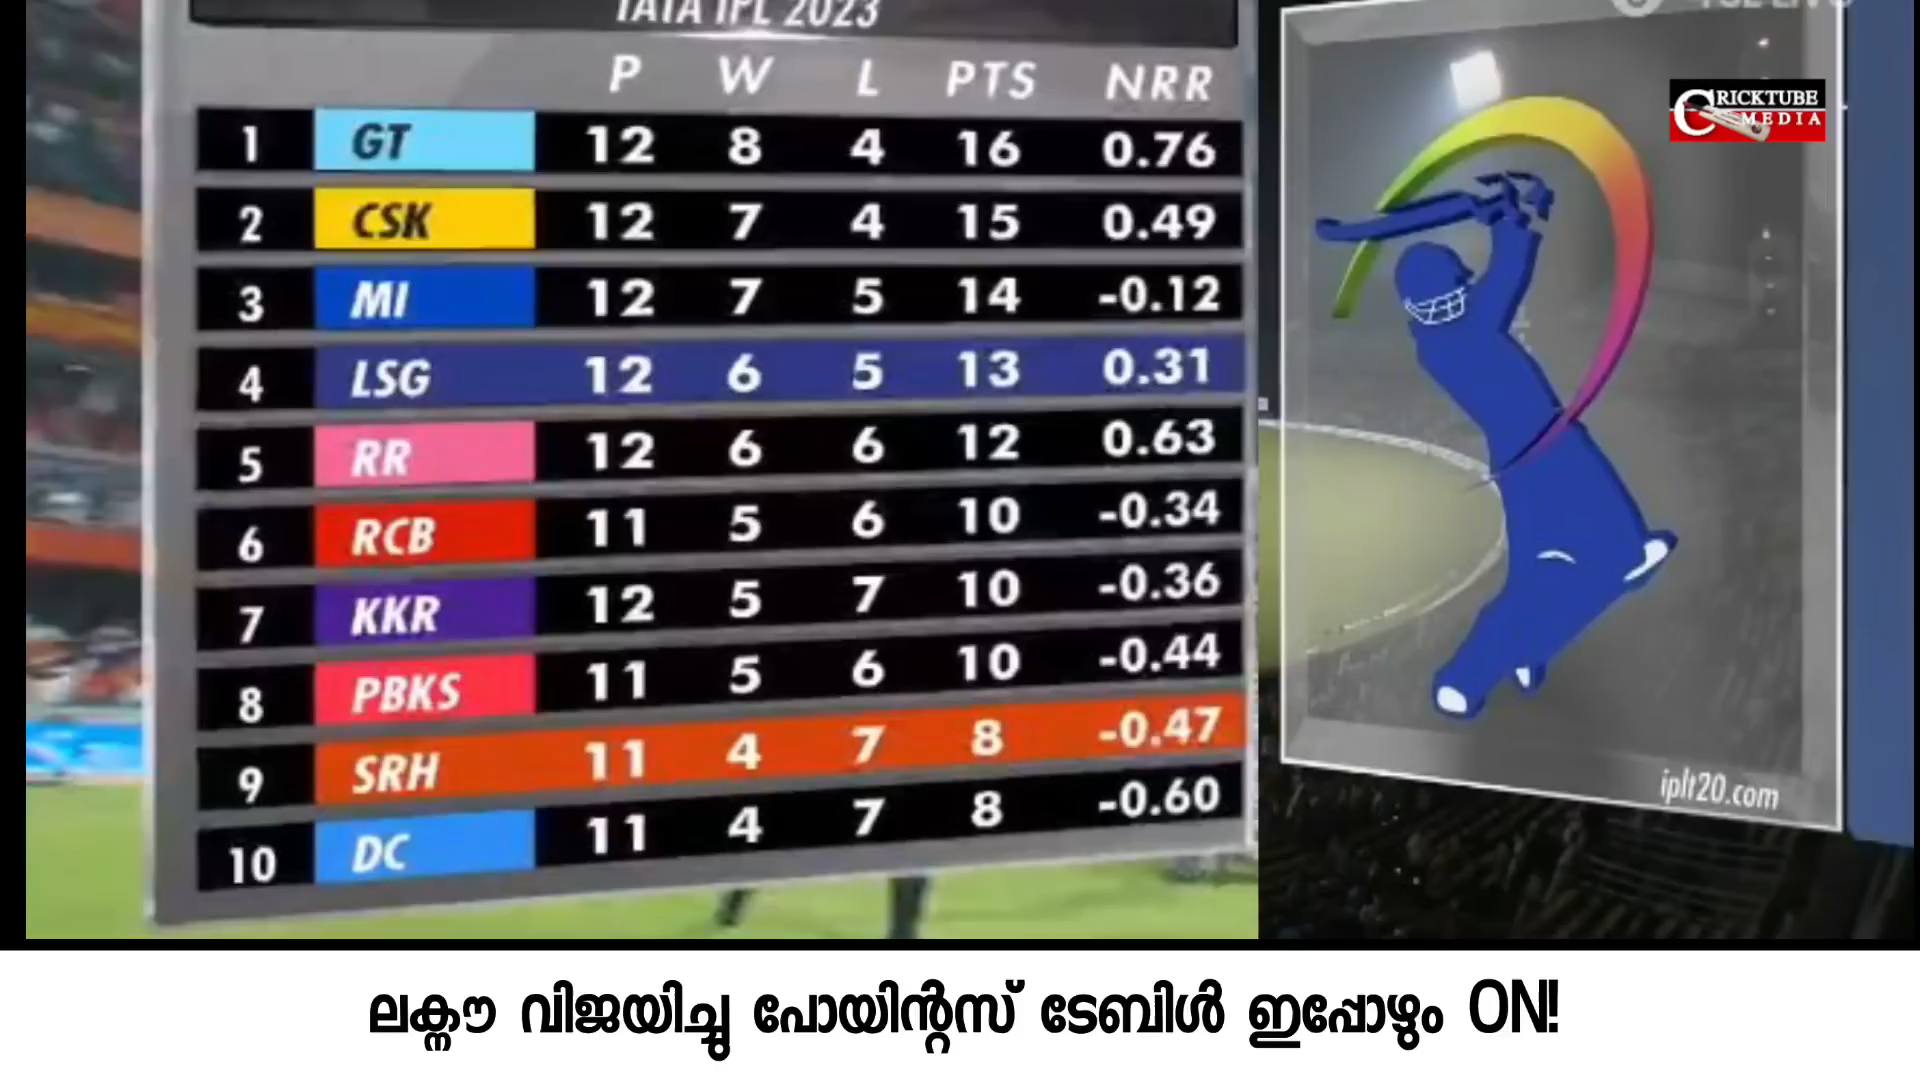 TATA IPL 2023
P W L PTS NRR
1 GT 12 8 4 16 0.76
2 CSK 12 7 4 15 0.49
3 MI 12 7 5 14 -0.12
4 LSG 12 6 5 13 0.31
5 RR 12 6 6 12 0.63
6 RCB 11 5 6 10 -0.34
7 KKR 12 5 7 10 -0.36
8 PBKS 11 5 6 10 -0.44
9 SRH 11 4 7 8 -0.47
10 DC 11 4 7 8 -0.60
CRICKTUBE
MEDIA
iplt20.com
ലക്നൗ വിജയിച്ചു പോയിന്റസ് ടേബിൾ ഇപ്പോഴും ON!